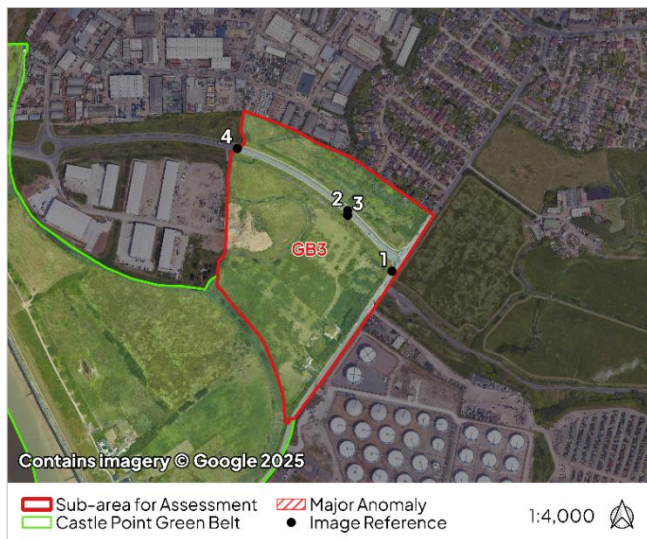 4
2
3
GB3
1
Contains imagery © Google 2025
Sub-area for Assessment
Major Anomaly
1:4,000
Castle Point Green Belt
Image Reference